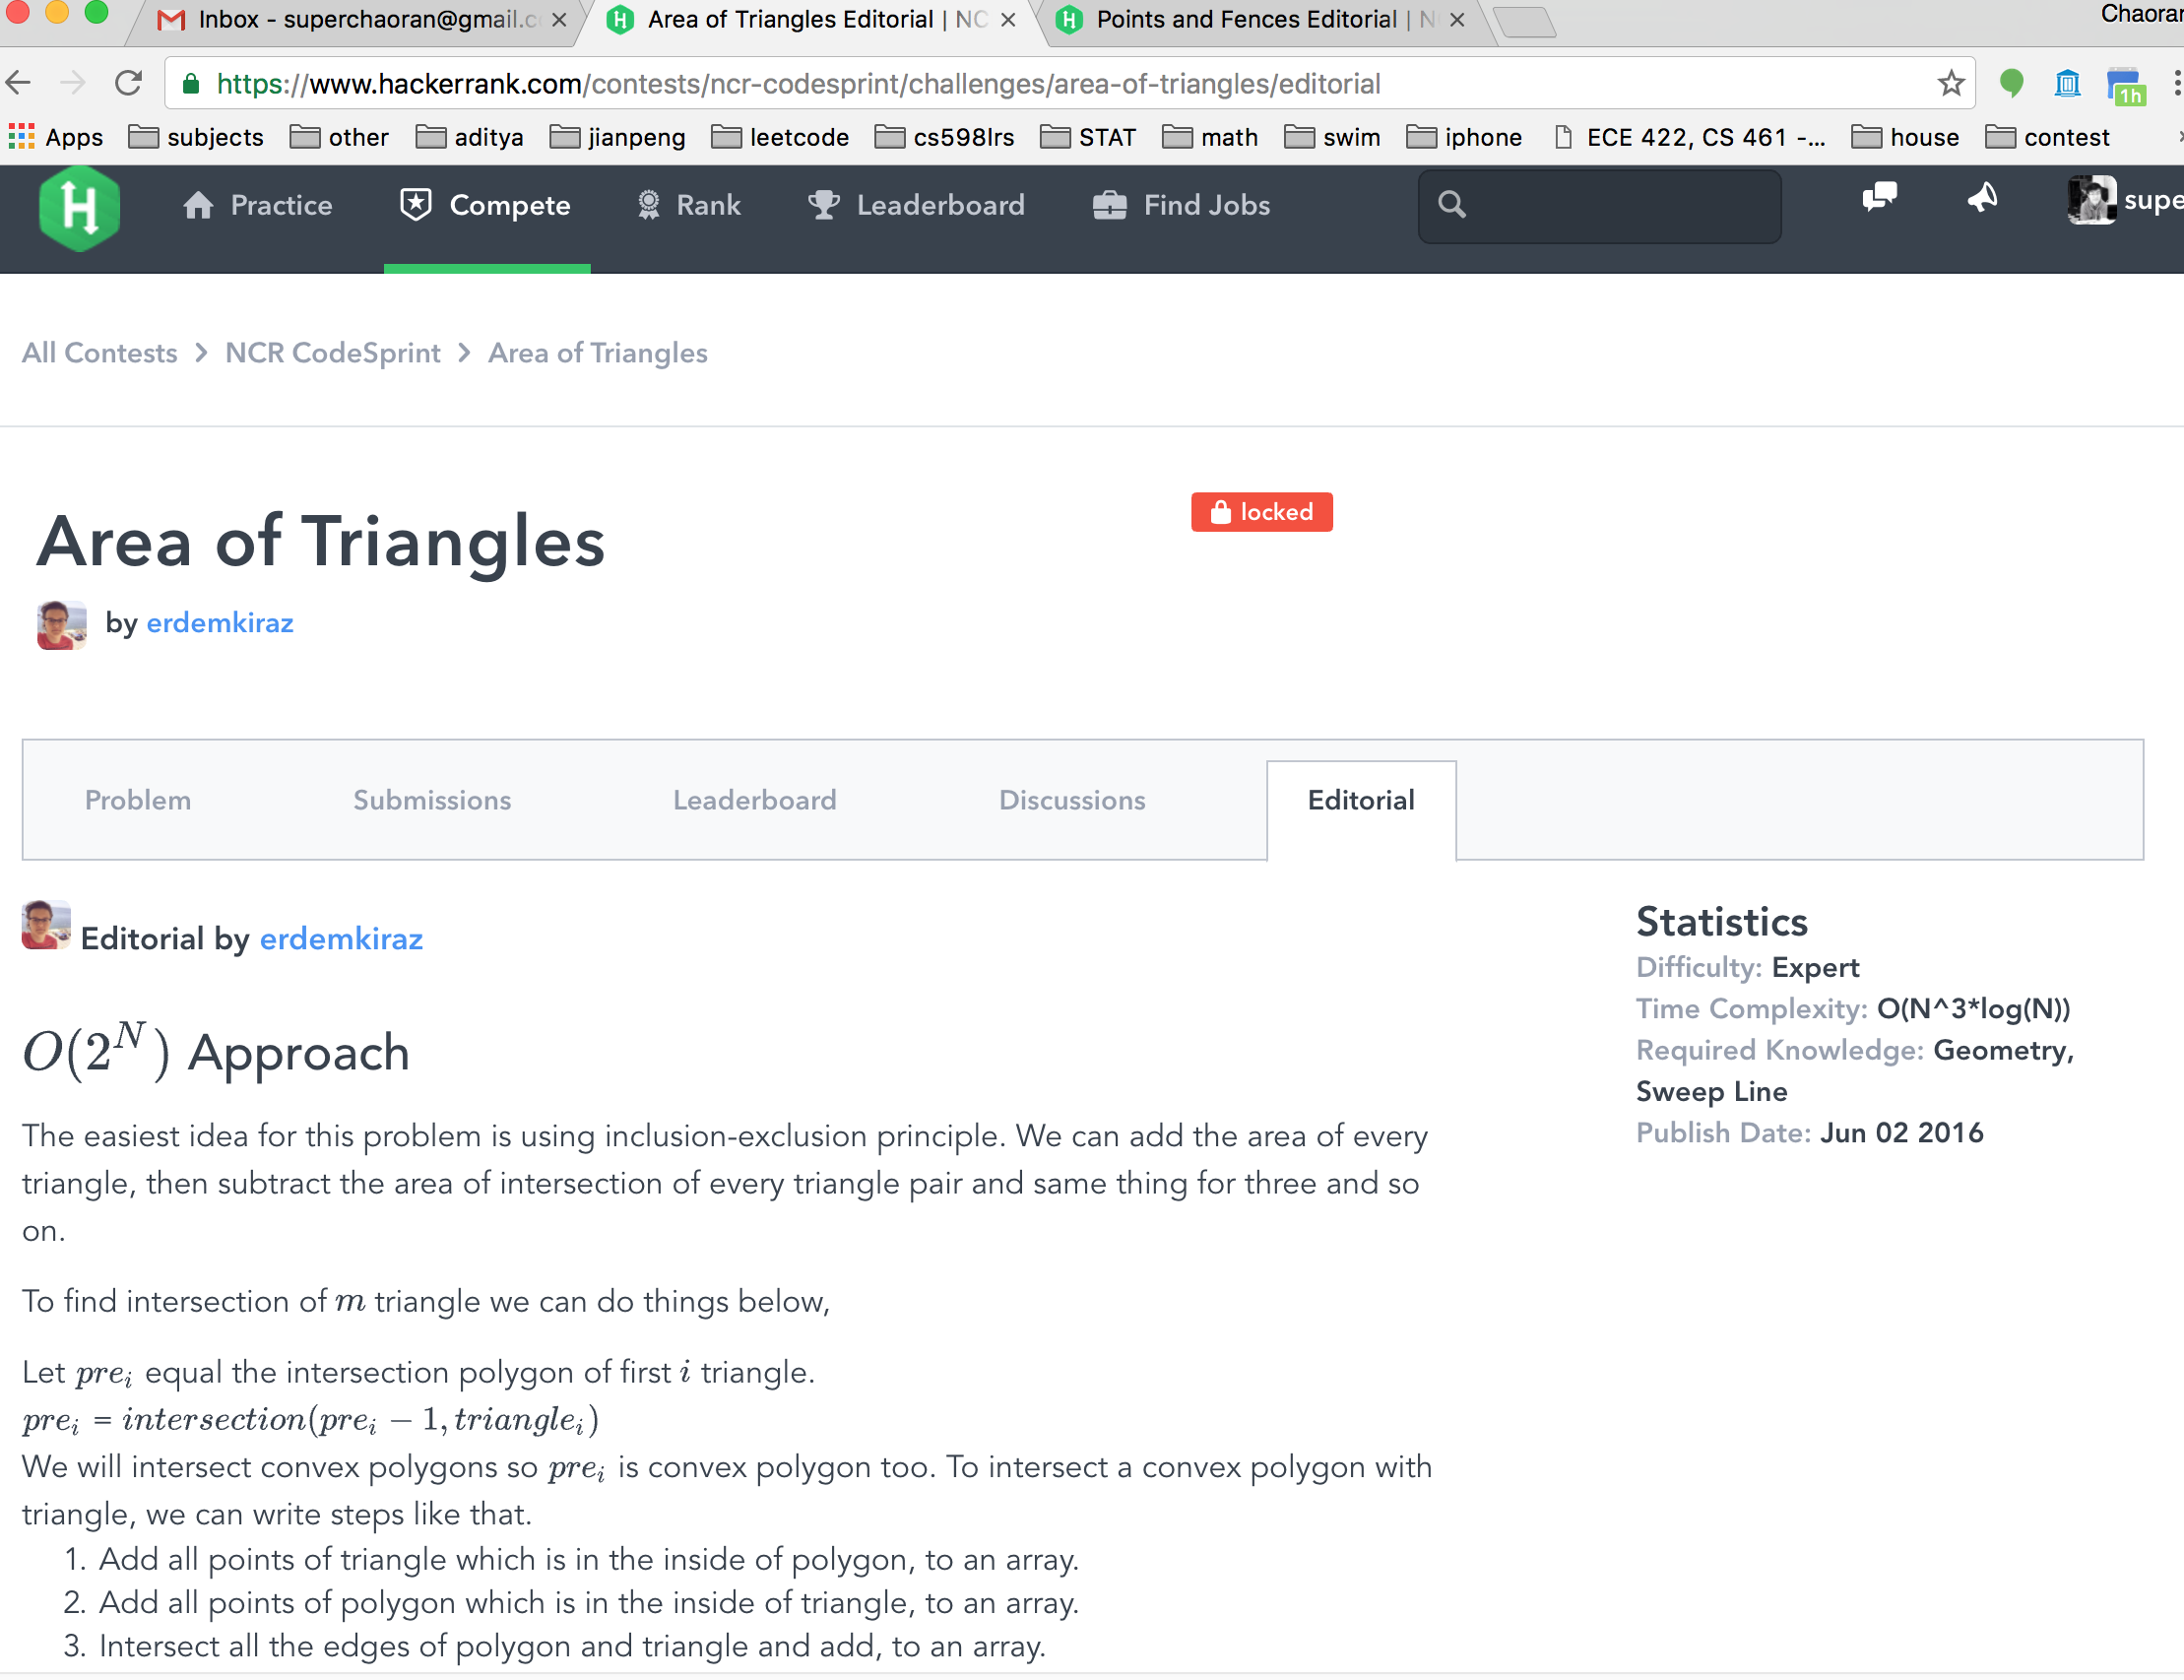 Chaoran
Inbox - superchaoran@gmail.c
Area of Triangles Editorial | NC
Points and Fences Editorial | N
https://www.hackerrank.com/contests/ncr-codesprint/challenges/area-of-triangles/editorial
1h
Apps subjects other aditya jianpeng leetcode cs598lrs STAT math swim iphone ECE 422, CS 461 -... house contest
H Practice Compete Rank Leaderboard Find Jobs supe
All Contests > NCR CodeSprint > Area of Triangles
locked
Area of Triangles
by erdemkiraz
Problem Submissions Leaderboard Discussions Editorial
Editorial by erdemkiraz
O(2^N) Approach
The easiest idea for this problem is using inclusion-exclusion principle. We can add the area of every
triangle, then subtract the area of intersection of every triangle pair and same thing for three and so
on.
To find intersection of m triangle we can do things below,
Let pre_i equal the intersection polygon of first i triangle.
pre_i = intersection(pre_i − 1, triangle_i)
We will intersect convex polygons so pre_i is convex polygon too. To intersect a convex polygon with
triangle, we can write steps like that.
1. Add all points of triangle which is in the inside of polygon, to an array.
2. Add all points of polygon which is in the inside of triangle, to an array.
3. Intersect all the edges of polygon and triangle and add, to an array.
Statistics
Difficulty: Expert
Time Complexity: O(N^3*log(N))
Required Knowledge: Geometry,
Sweep Line
Publish Date: Jun 02 2016